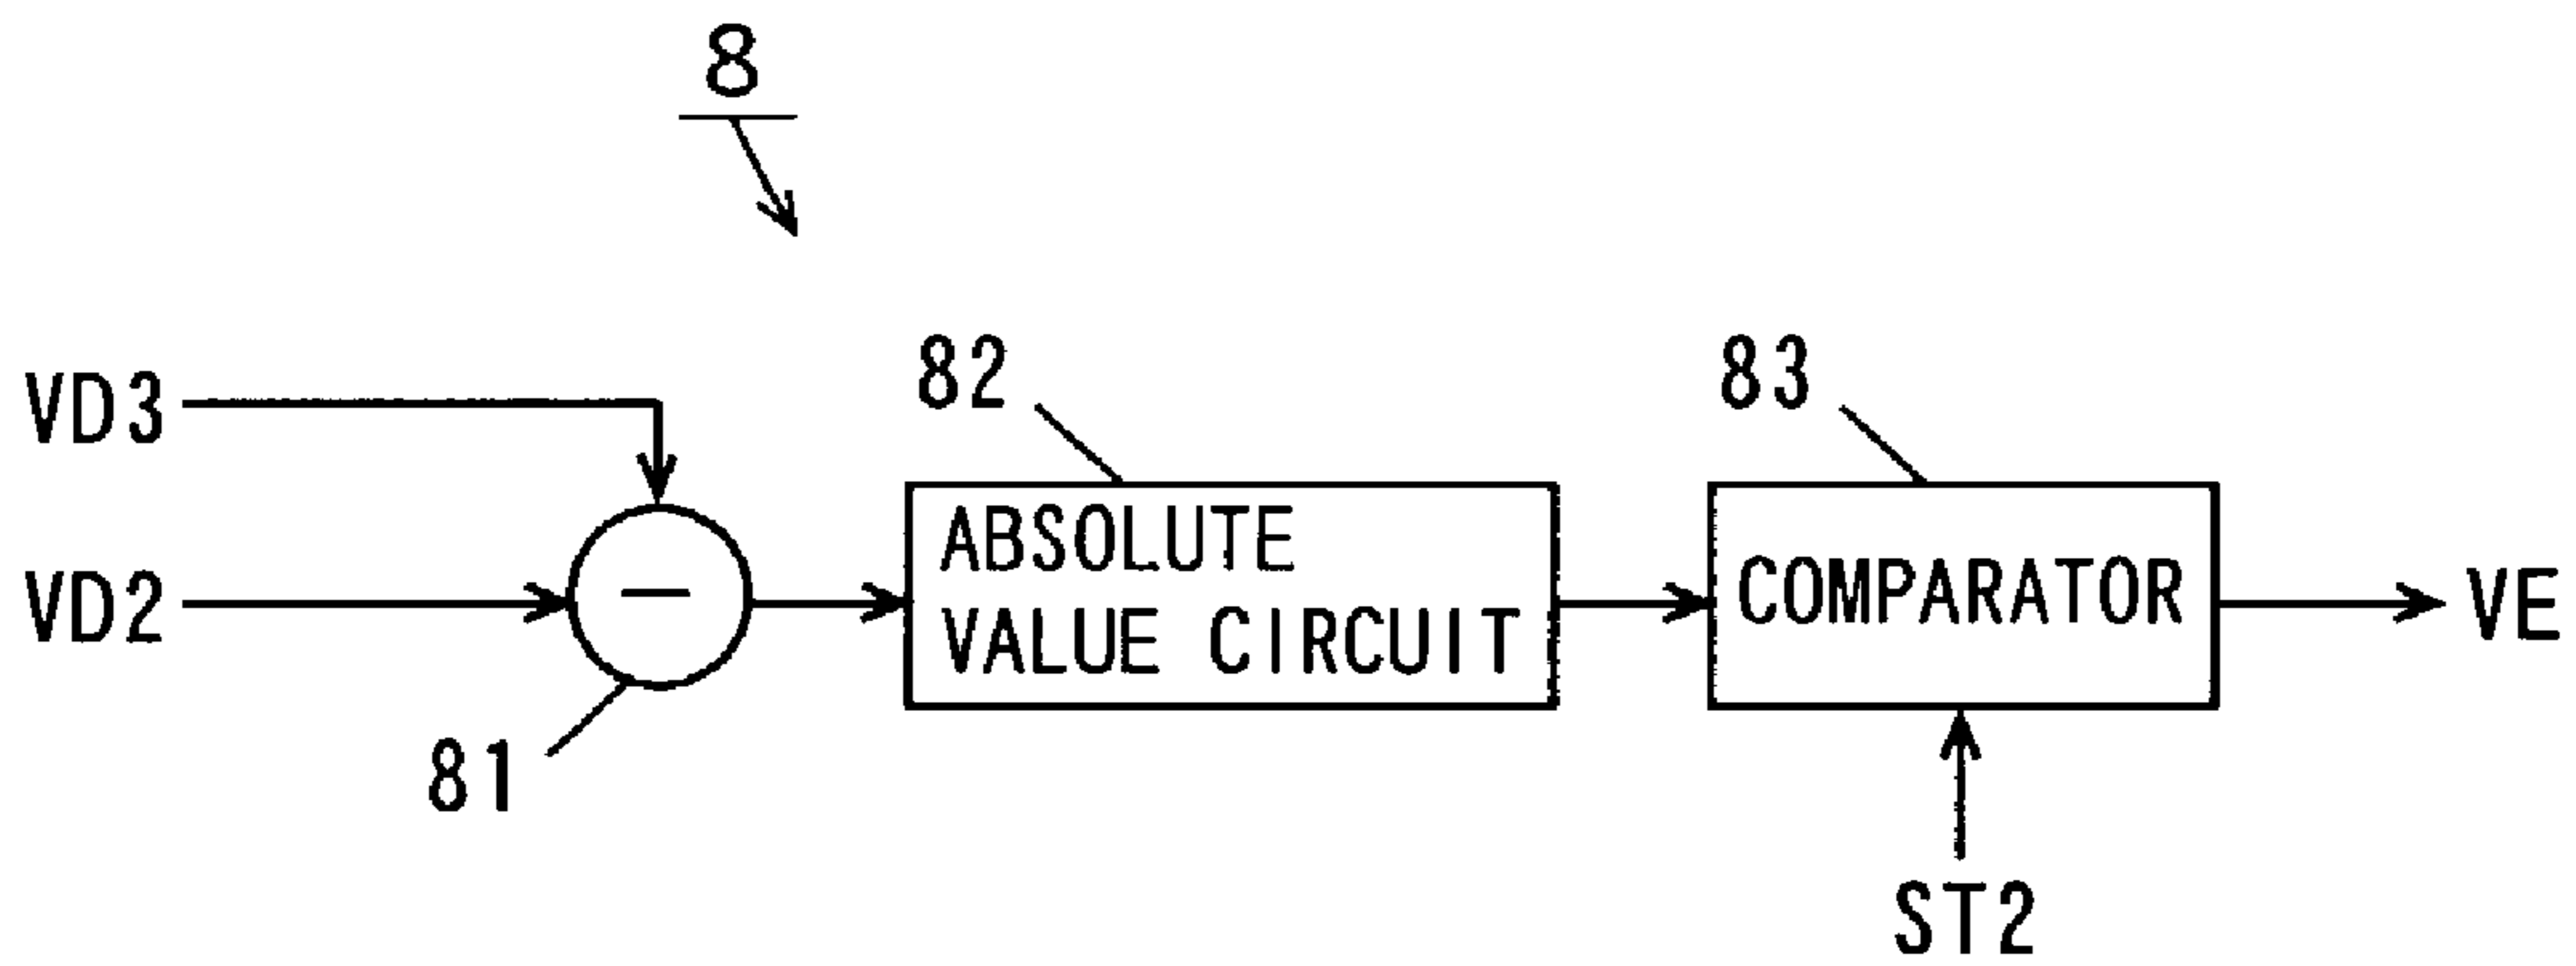 8
82
83
VD3
ABSOLUTE
VALUE CIRCUIT
COMPARATOR
VD2
−
VE
81
ST2